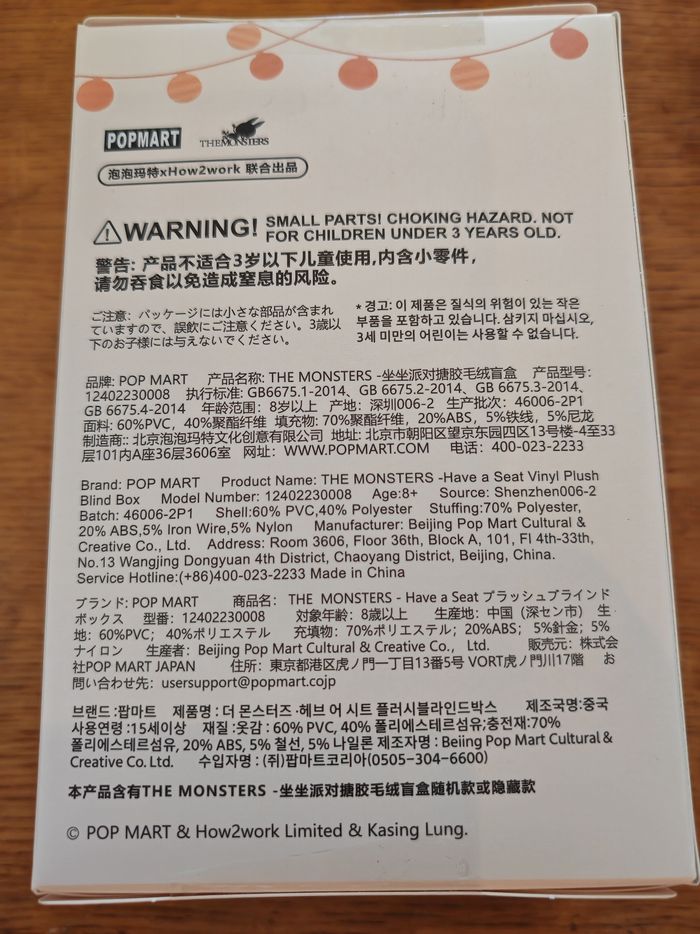 POPMART
THEMONSTERS
泡泡玛特xHow2work 联合出品
WARNING! SMALL PARTS! CHOKING HAZARD. NOT
FOR CHILDREN UNDER 3 YEARS OLD.
警告: 产品不适合3岁以下儿童使用,内含小零件，
请勿吞食以免造成窒息的风险。
ご注意：パッケージには小さな部品が含まれ
ていますので、誤飲にご注意ください。3歳以
下のお子様には与えないでください。
* 경고: 이 제품은 질식의 위험이 있는 작은
부품을 포함하고 있습니다. 삼키지 마십시오,
3세 미만의 어린이는 사용할 수 없습니다.
品牌: POP MART 产品名称: THE MONSTERS -坐坐派对搪胶毛绒盲盒 产品型号:
12402230008 执行标准: GB6675.1-2014、GB 6675.2-2014、GB 6675.3-2014、
GB 6675.4-2014 年龄范围: 8岁以上 产地: 深圳006-2 生产批次: 46006-2P1
面料: 60%PVC，40%聚酯纤维 填充物: 70%聚酯纤维，20%ABS，5%铁线，5%尼龙
制造商:: 北京泡泡玛特文化创意有限公司 地址: 北京市朝阳区望京东园四区13号楼-4至33
层101内A座36层3606室 网址: WWW.POPMART.COM 电话: 400-023-2233
Brand: POP MART Product Name: THE MONSTERS -Have a Seat Vinyl Plush
Blind Box Model Number: 12402230008 Age:8+ Source: Shenzhen006-2
Batch: 46006-2P1 Shell:60% PVC,40% Polyester Stuffing:70% Polyester,
20% ABS,5% Iron Wire,5% Nylon Manufacturer: Beijing Pop Mart Cultural &
Creative Co., Ltd. Address: Room 3606, Floor 36th, Block A, 101, Fl 4th-33th,
No.13 Wangjing Dongyuan 4th District, Chaoyang District, Beijing, China.
Service Hotline:(+86)400-023-2233 Made in China
ブランド: POP MART 商品名： THE MONSTERS - Have a Seat プラッシュブラインド
ボックス 型番：12402230008 対象年齢：8歳以上 生産地：中国（深セン市） 生
地：60%PVC；40%ポリエステル 充填物：70%ポリエステル；20%ABS；5%針金；5%
ナイロン 生産者：Beijing Pop Mart Cultural & Creative Co.， Ltd. 販売元：株式会
社POP MART JAPAN 住所：東京都港区虎ノ門一丁目13番5号 VORT虎ノ門川17階 お
問い合わせ先：usersupport@popmart.cojp
브랜드 :팝마트 제품명 : 더 몬스터즈 ·헤브 어 시트 플러시블라인드박스 제조국명:중국
사용연령 :15세이상 재질 :옷감 : 60% PVC, 40% 폴리에스테르섬유;충전재:70%
폴리에스테르섬유, 20% ABS, 5% 철선, 5% 나일론 제조자명 : Beijing Pop Mart Cultural &
Creative Co. Ltd. 수입자명 : (주)팝마트코리아(0505-304-6600)
本产品含有THE MONSTERS -坐坐派对搪胶毛绒盲盒随机款或隐藏款
© POP MART & How2work Limited & Kasing Lung.